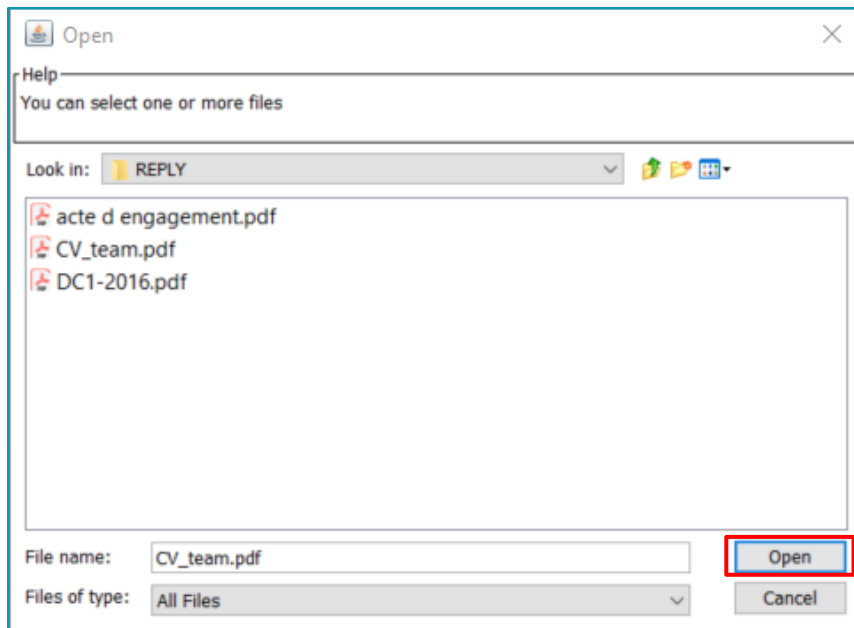 Open
Help
You can select one or more files
Look in: REPLY
acte d engagement.pdf
CV_team.pdf
DC1-2016.pdf
File name: CV_team.pdf Open
Files of type: All Files Cancel